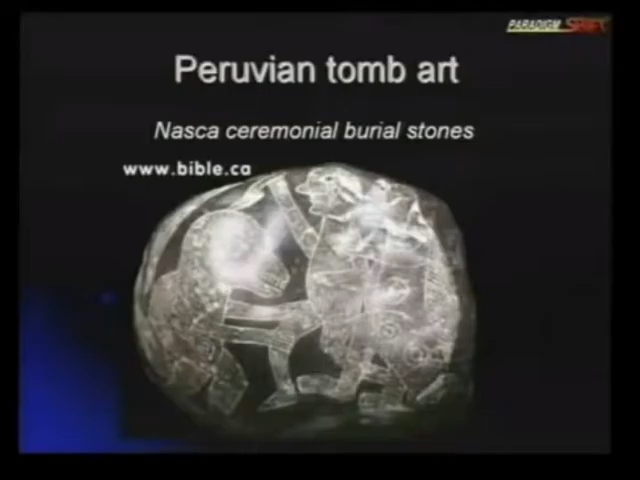 PARADIGM SHIFT
Peruvian tomb art
Nasca ceremonial burial stones
www.bible.ca